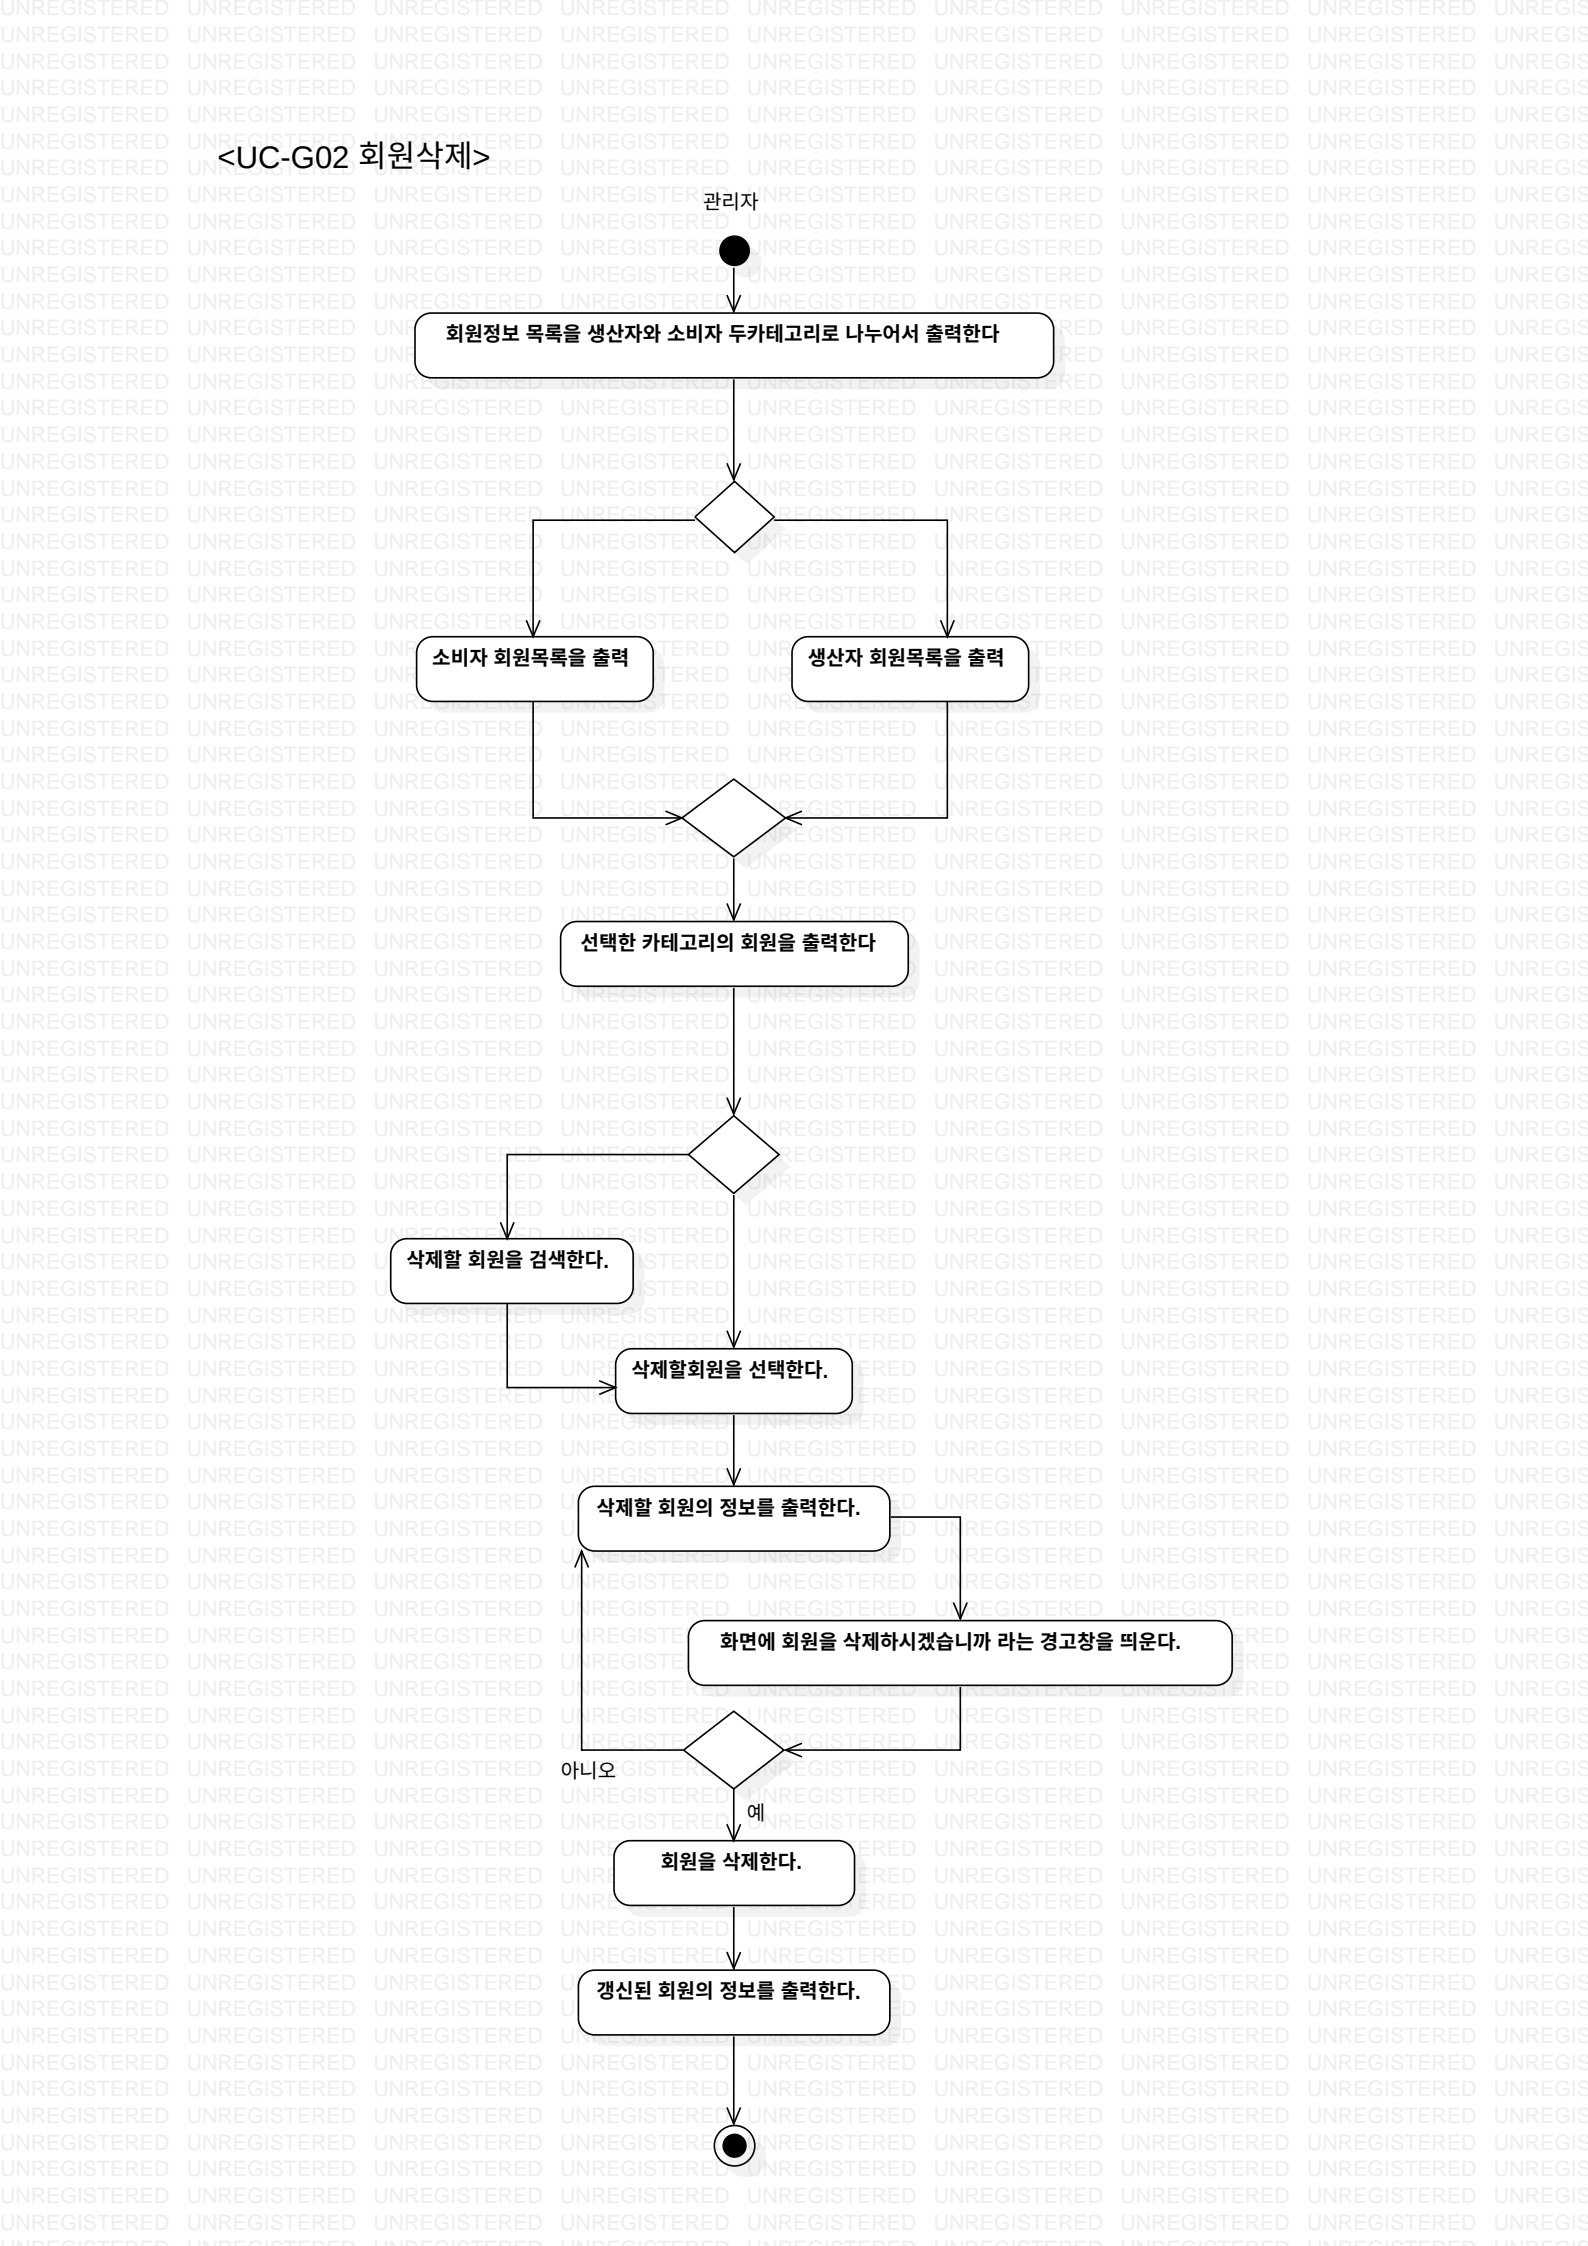 <UC-G02 회원삭제>
관리자
회원정보 목록을 생산자와 소비자 두카테고리로 나누어서 출력한다
소비자 회원목록을 출력
생산자 회원목록을 출력
선택한 카테고리의 회원을 출력한다
삭제할 회원을 검색한다.
삭제할회원을 선택한다.
삭제할 회원의 정보를 출력한다.
화면에 회원을 삭제하시겠습니까 라는 경고창을 띄운다.
아니오
예
회원을 삭제한다.
갱신된 회원의 정보를 출력한다.
UNREGISTERED